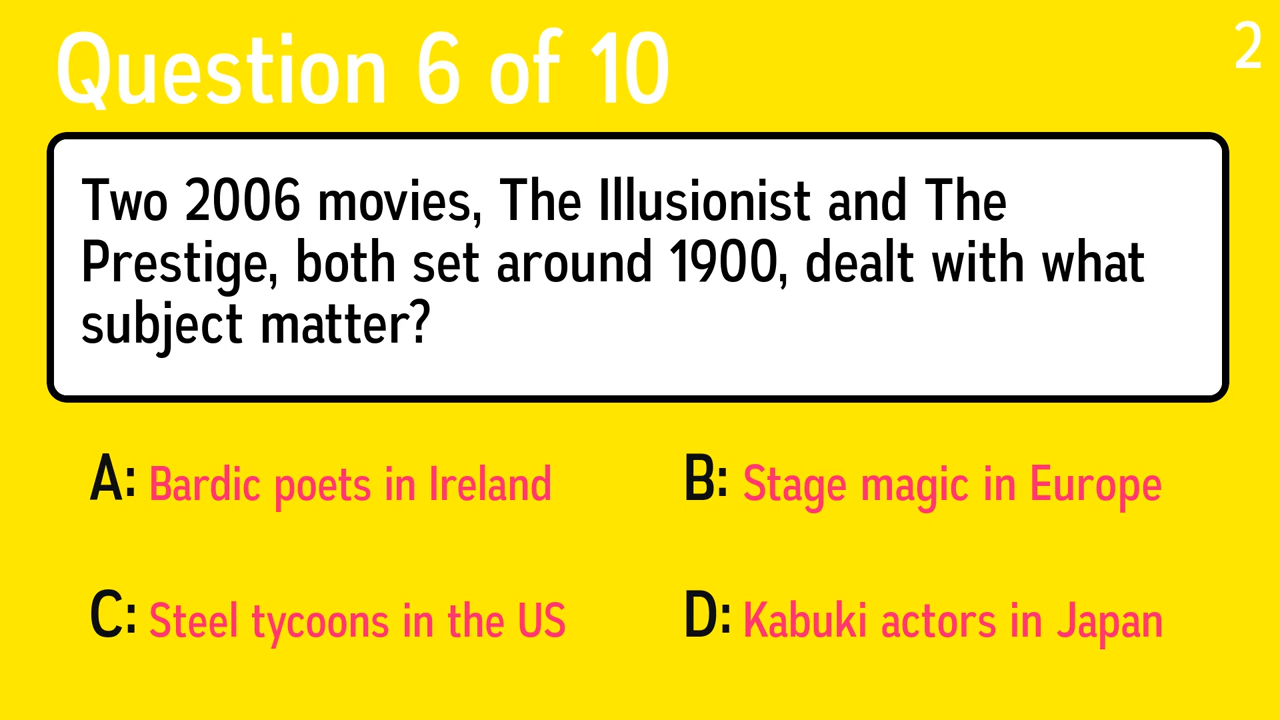 Question 6 of 10
2
Two 2006 movies, The Illusionist and The
Prestige, both set around 1900, dealt with what
subject matter?
A: Bardic poets in Ireland
B: Stage magic in Europe
C: Steel tycoons in the US
D: Kabuki actors in Japan